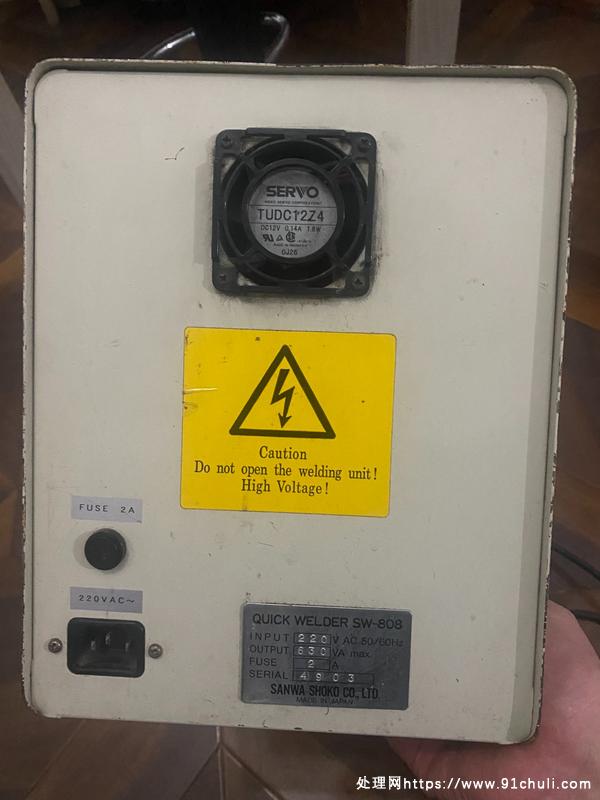 SERVO
TUDC12Z4
DC12V 0.14A 1.8W
0J26
Caution
Do not open the welding unit!
High Voltage!
FUSE 2A
220VAC～
QUICK WELDER SW-808
INPUT 220 V AC 50/60Hz
OUTPUT 630 VA max.
FUSE 2 A
SERIAL 4903
SANWA SHOKO CO., LTD.
MADE IN JAPAN
处理网https://www.91chuli.com/